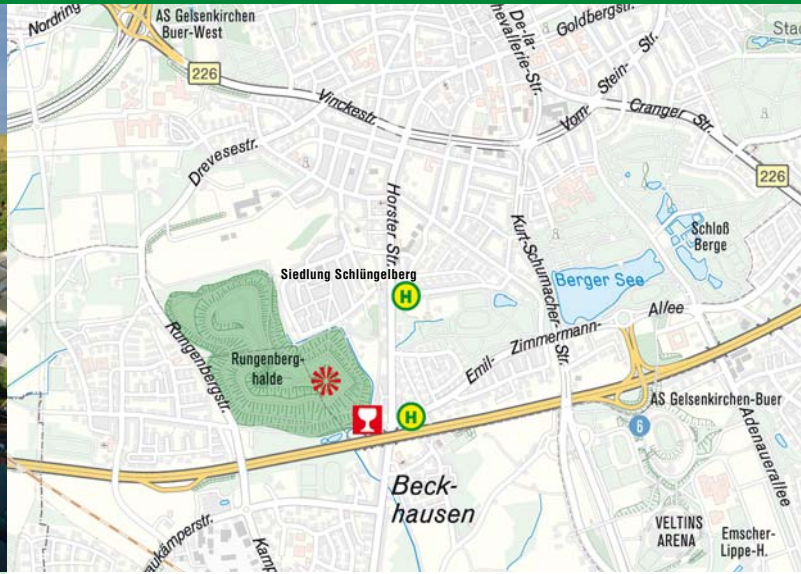 Nordring
AS Gelsenkirchen
Buer-West
226
De-la-
Chevallerie-Str.
Goldbergstr.
Vinckestr.
Vom-Stein-Str.
Cranger Str.
226
Drevesestr.
Horster Str.
Kurt-Schumacher-Str.
Schloß
Berge
Siedlung Schlüngelberg
H
Berger See
Emil-Zimmermann-Allee
Rungenbergstr.
Rungenberg-
halde
H
AS Gelsenkirchen-Buer
6
Adenauerallee
Beck-
hausen
VELTINS
ARENA
Emscher-
Lippe-H.